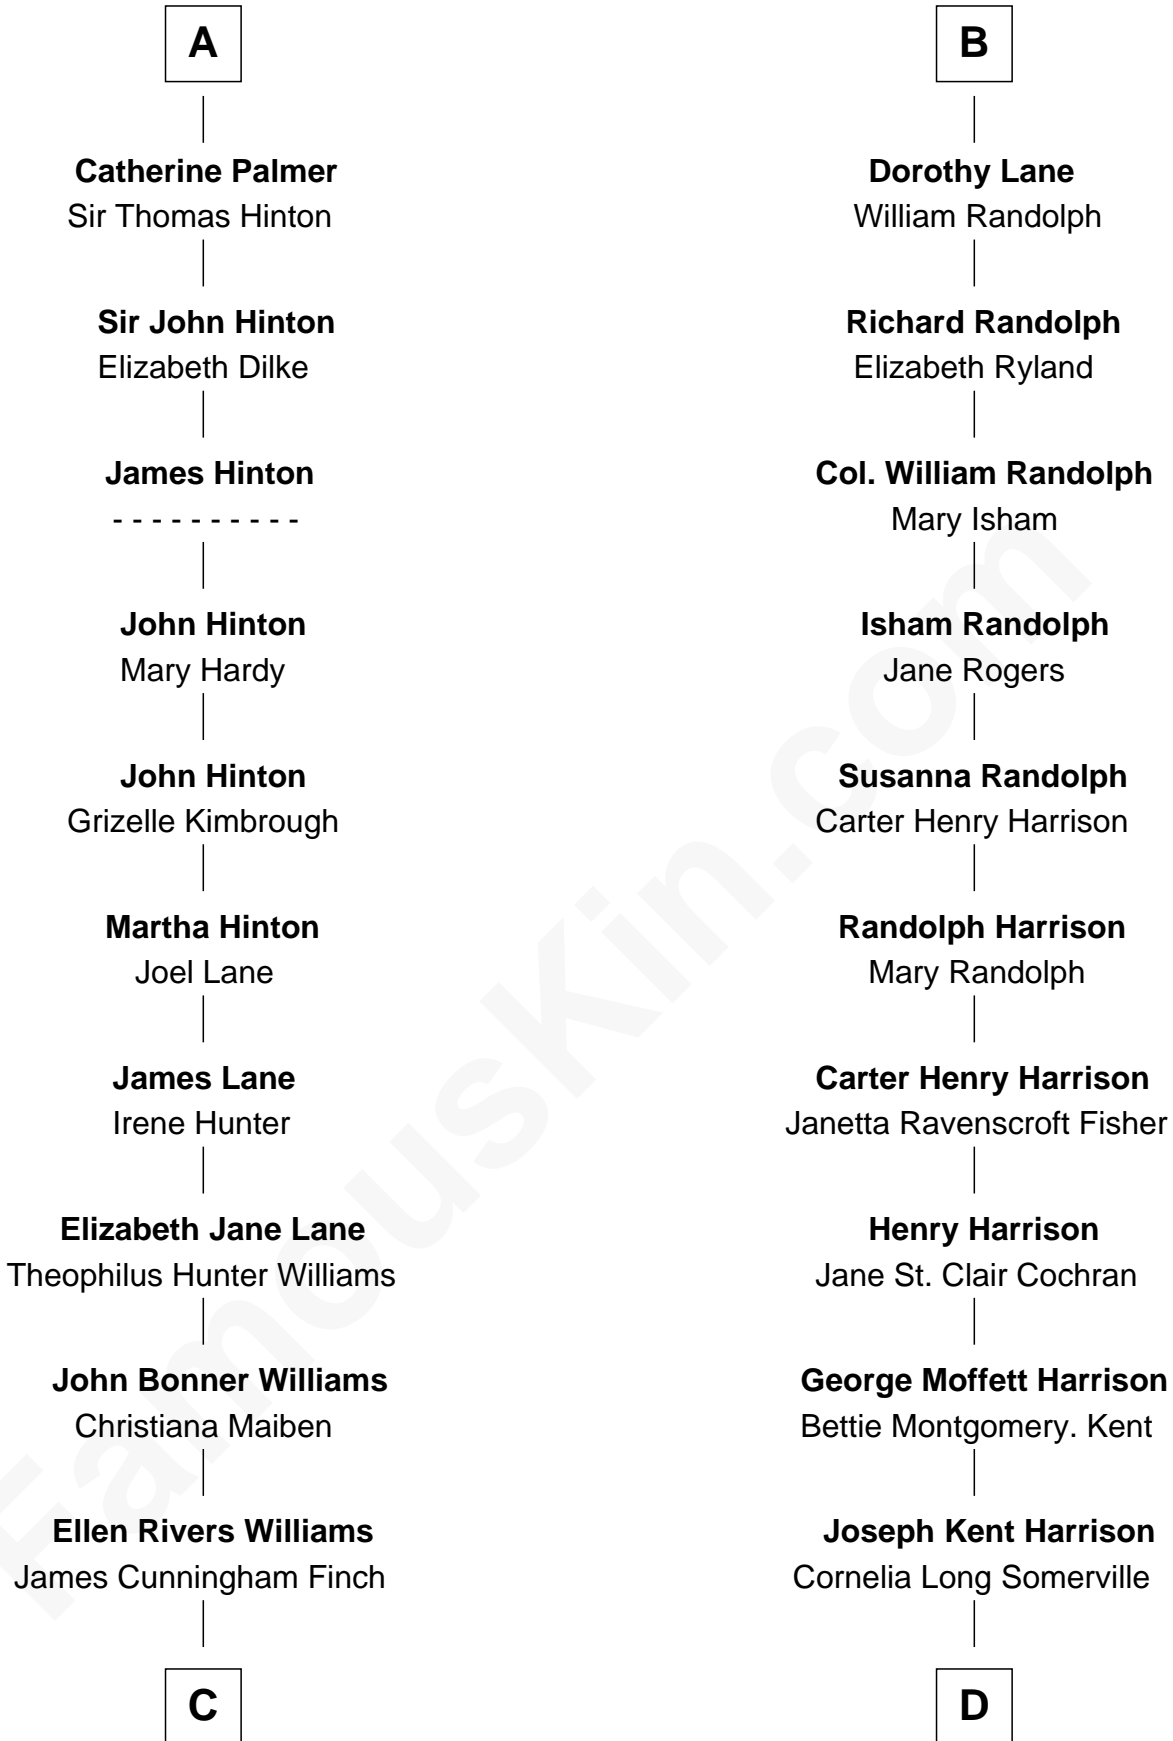 A
Catherine Palmer
Sir Thomas Hinton
Sir John Hinton
Elizabeth Dilke
James Hinton
- - - - - - - - - -
John Hinton
Mary Hardy
John Hinton
Grizelle Kimbrough
Martha Hinton
Joel Lane
James Lane
Irene Hunter
Elizabeth Jane Lane
Theophilus Hunter Williams
John Bonner Williams
Christiana Maiben
Ellen Rivers Williams
James Cunningham Finch
C
B
Dorothy Lane
William Randolph
Richard Randolph
Elizabeth Ryland
Col. William Randolph
Mary Isham
Isham Randolph
Jane Rogers
Susanna Randolph
Carter Henry Harrison
Randolph Harrison
Mary Randolph
Carter Henry Harrison
Janetta Ravenscroft Fisher
Henry Harrison
Jane St. Clair Cochran
George Moffett Harrison
Bettie Montgomery. Kent
Joseph Kent Harrison
Cornelia Long Somerville
D
FamousKin.com